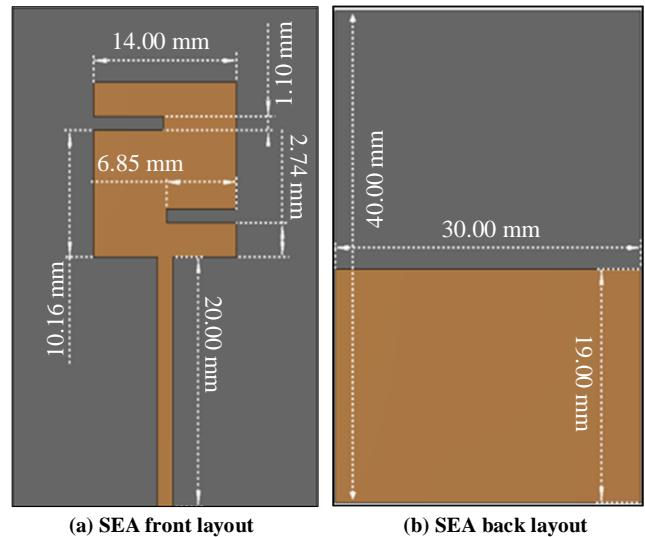 14.00 mm
1.10 mm
6.85 mm
2.74 mm
10.16 mm
20.00 mm
40.00 mm
30.00 mm
19.00 mm
(a) SEA front layout
(b) SEA back layout